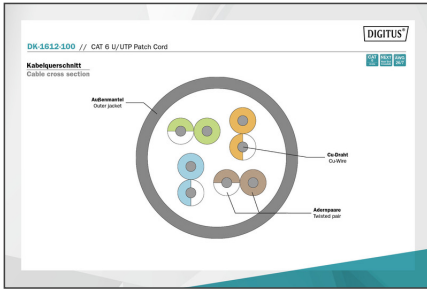 DIGITUS®
DK-1612-100 // CAT 6 U/UTP Patch Cord
Kabelquerschnitt
Cable cross section
Außenmantel
Outer jacket
Cu-Draht
Cu-Wire
Aderspaare
Twisted pair